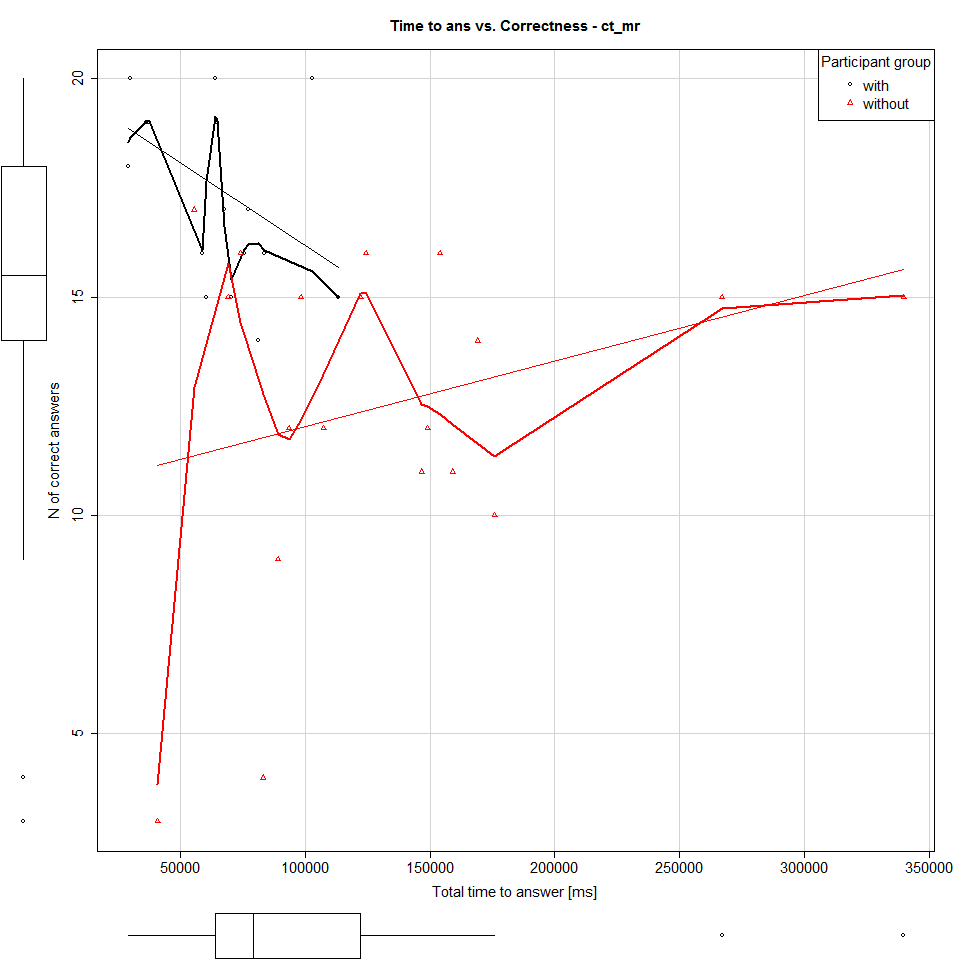 Time to ans vs. Correctness - ct_mr
Participant group
with
without
20
15
10
5
N of correct answers
50000 100000 150000 200000 250000 300000 350000
Total time to answer [ms]